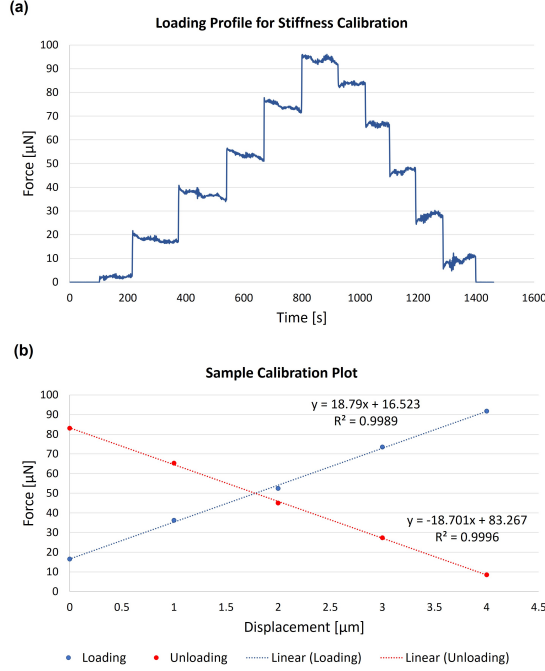 (a)
Loading Profile for Stiffness Calibration
100
90
80
70
60
50
40
30
20
10
0
Force [µN]
0 200 400 600 800 1000 1200 1400 1600
Time [s]
(b)
Sample Calibration Plot
100
90
80
70
60
50
40
30
20
10
0
Force [µN]
y = 18.79x + 16.523
R² = 0.9989
y = -18.701x + 83.267
R² = 0.9996
0 0.5 1 1.5 2 2.5 3 3.5 4 4.5
Displacement [µm]
Loading Unloading Linear (Loading) Linear (Unloading)